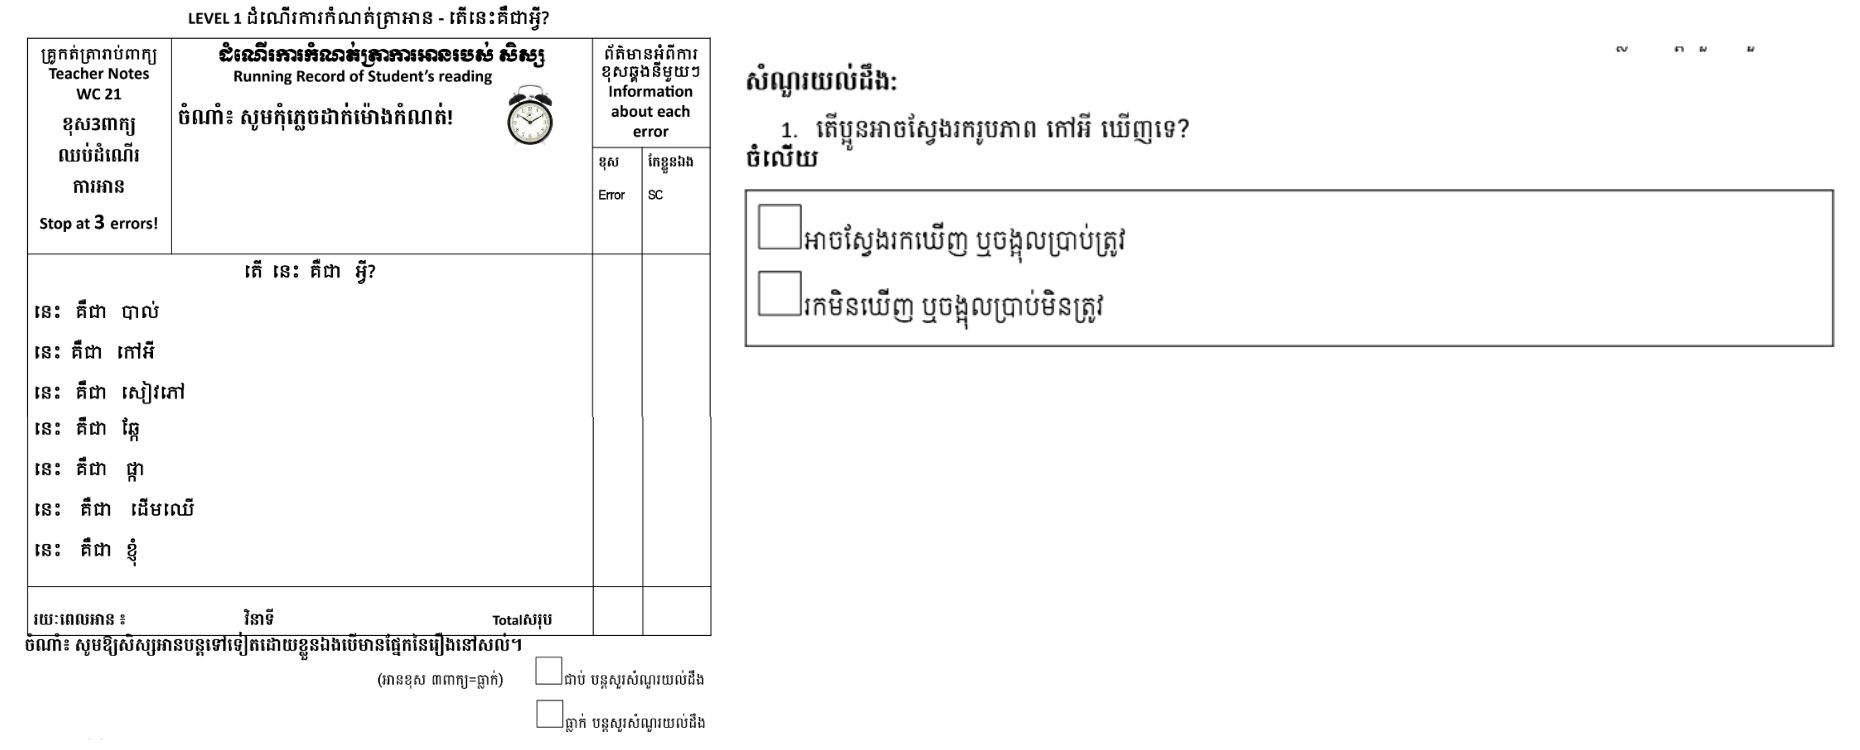 LEVEL 1 ដំណើរការកំណត់ត្រាអាន - តើនេះគឺជាអ្វី?
គ្រូកត់ត្រារាប់ពាក្យ
Teacher Notes
WC 21
ខុស3ពាក្យ
ឈប់ដំណើរ
ការអាន
Stop at 3 errors!
ដំណើរការកំណត់ត្រាការអានរបស់ សិស្ស
Running Record of Student’s reading
ចំណាំ៖ សូមកុំភ្លេចដាក់ម៉ោងកំណត់!
ព័ត៌មានអំពីការ
ខុសឆ្គងនីមួយៗ
Information
about each
error
ខុស
Error
កែខ្លួនឯង
SC
តើ នេះ គឺជា អ្វី?
នេះ គឺជា បាល់
នេះ គឺជា កៅអី
នេះ គឺជា សៀវភៅ
នេះ គឺជា ឆ្កែ
នេះ គឺជា ផ្កា
នេះ គឺជា ដើមឈើ
នេះ គឺជា ខ្ញុំ
រយៈពេលអាន ៖ វិនាទី Totalសរុប
ចំណាំ៖ សូមឱ្យសិស្សអានបន្តទៅទៀតដោយខ្លួនឯងបើមានផ្នែកនៃរឿងនៅសល់។
(អានខុស ៣ពាក្យ=ធ្លាក់)
ជាប់ បន្តសួរសំណួរយល់ដឹង
ធ្លាក់ បន្តសួរសំណួរយល់ដឹង
សំណួរយល់ដឹង:
1. តើប្អូនអាចស្វែងរករូបភាព កៅអី ឃើញទេ?
ចំលើយ
អាចស្វែងរកឃើញ ឬចង្អុលប្រាប់ត្រូវ
រកមិនឃើញ ឬចង្អុលប្រាប់មិនត្រូវ